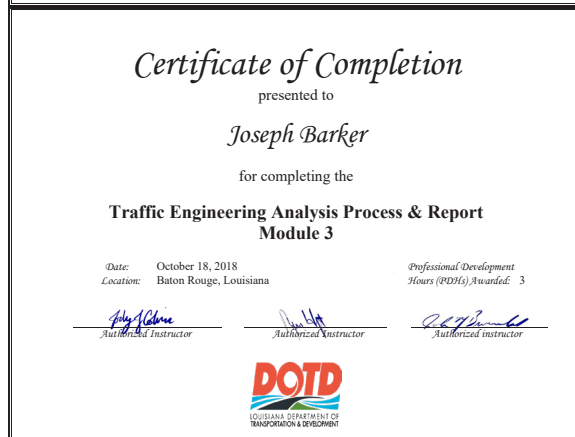 Certificate of Completion
presented to
Joseph Barker
for completing the
Traffic Engineering Analysis Process & Report
Module 3
Date: October 18, 2018
Location: Baton Rouge, Louisiana
Professional Development
Hours (PDHs) Awarded: 3
Authorized Instructor
Authorized Instructor
Authorized instructor
DOTD
LOUISIANA DEPARTMENT OF
TRANSPORTATION & DEVELOPMENT